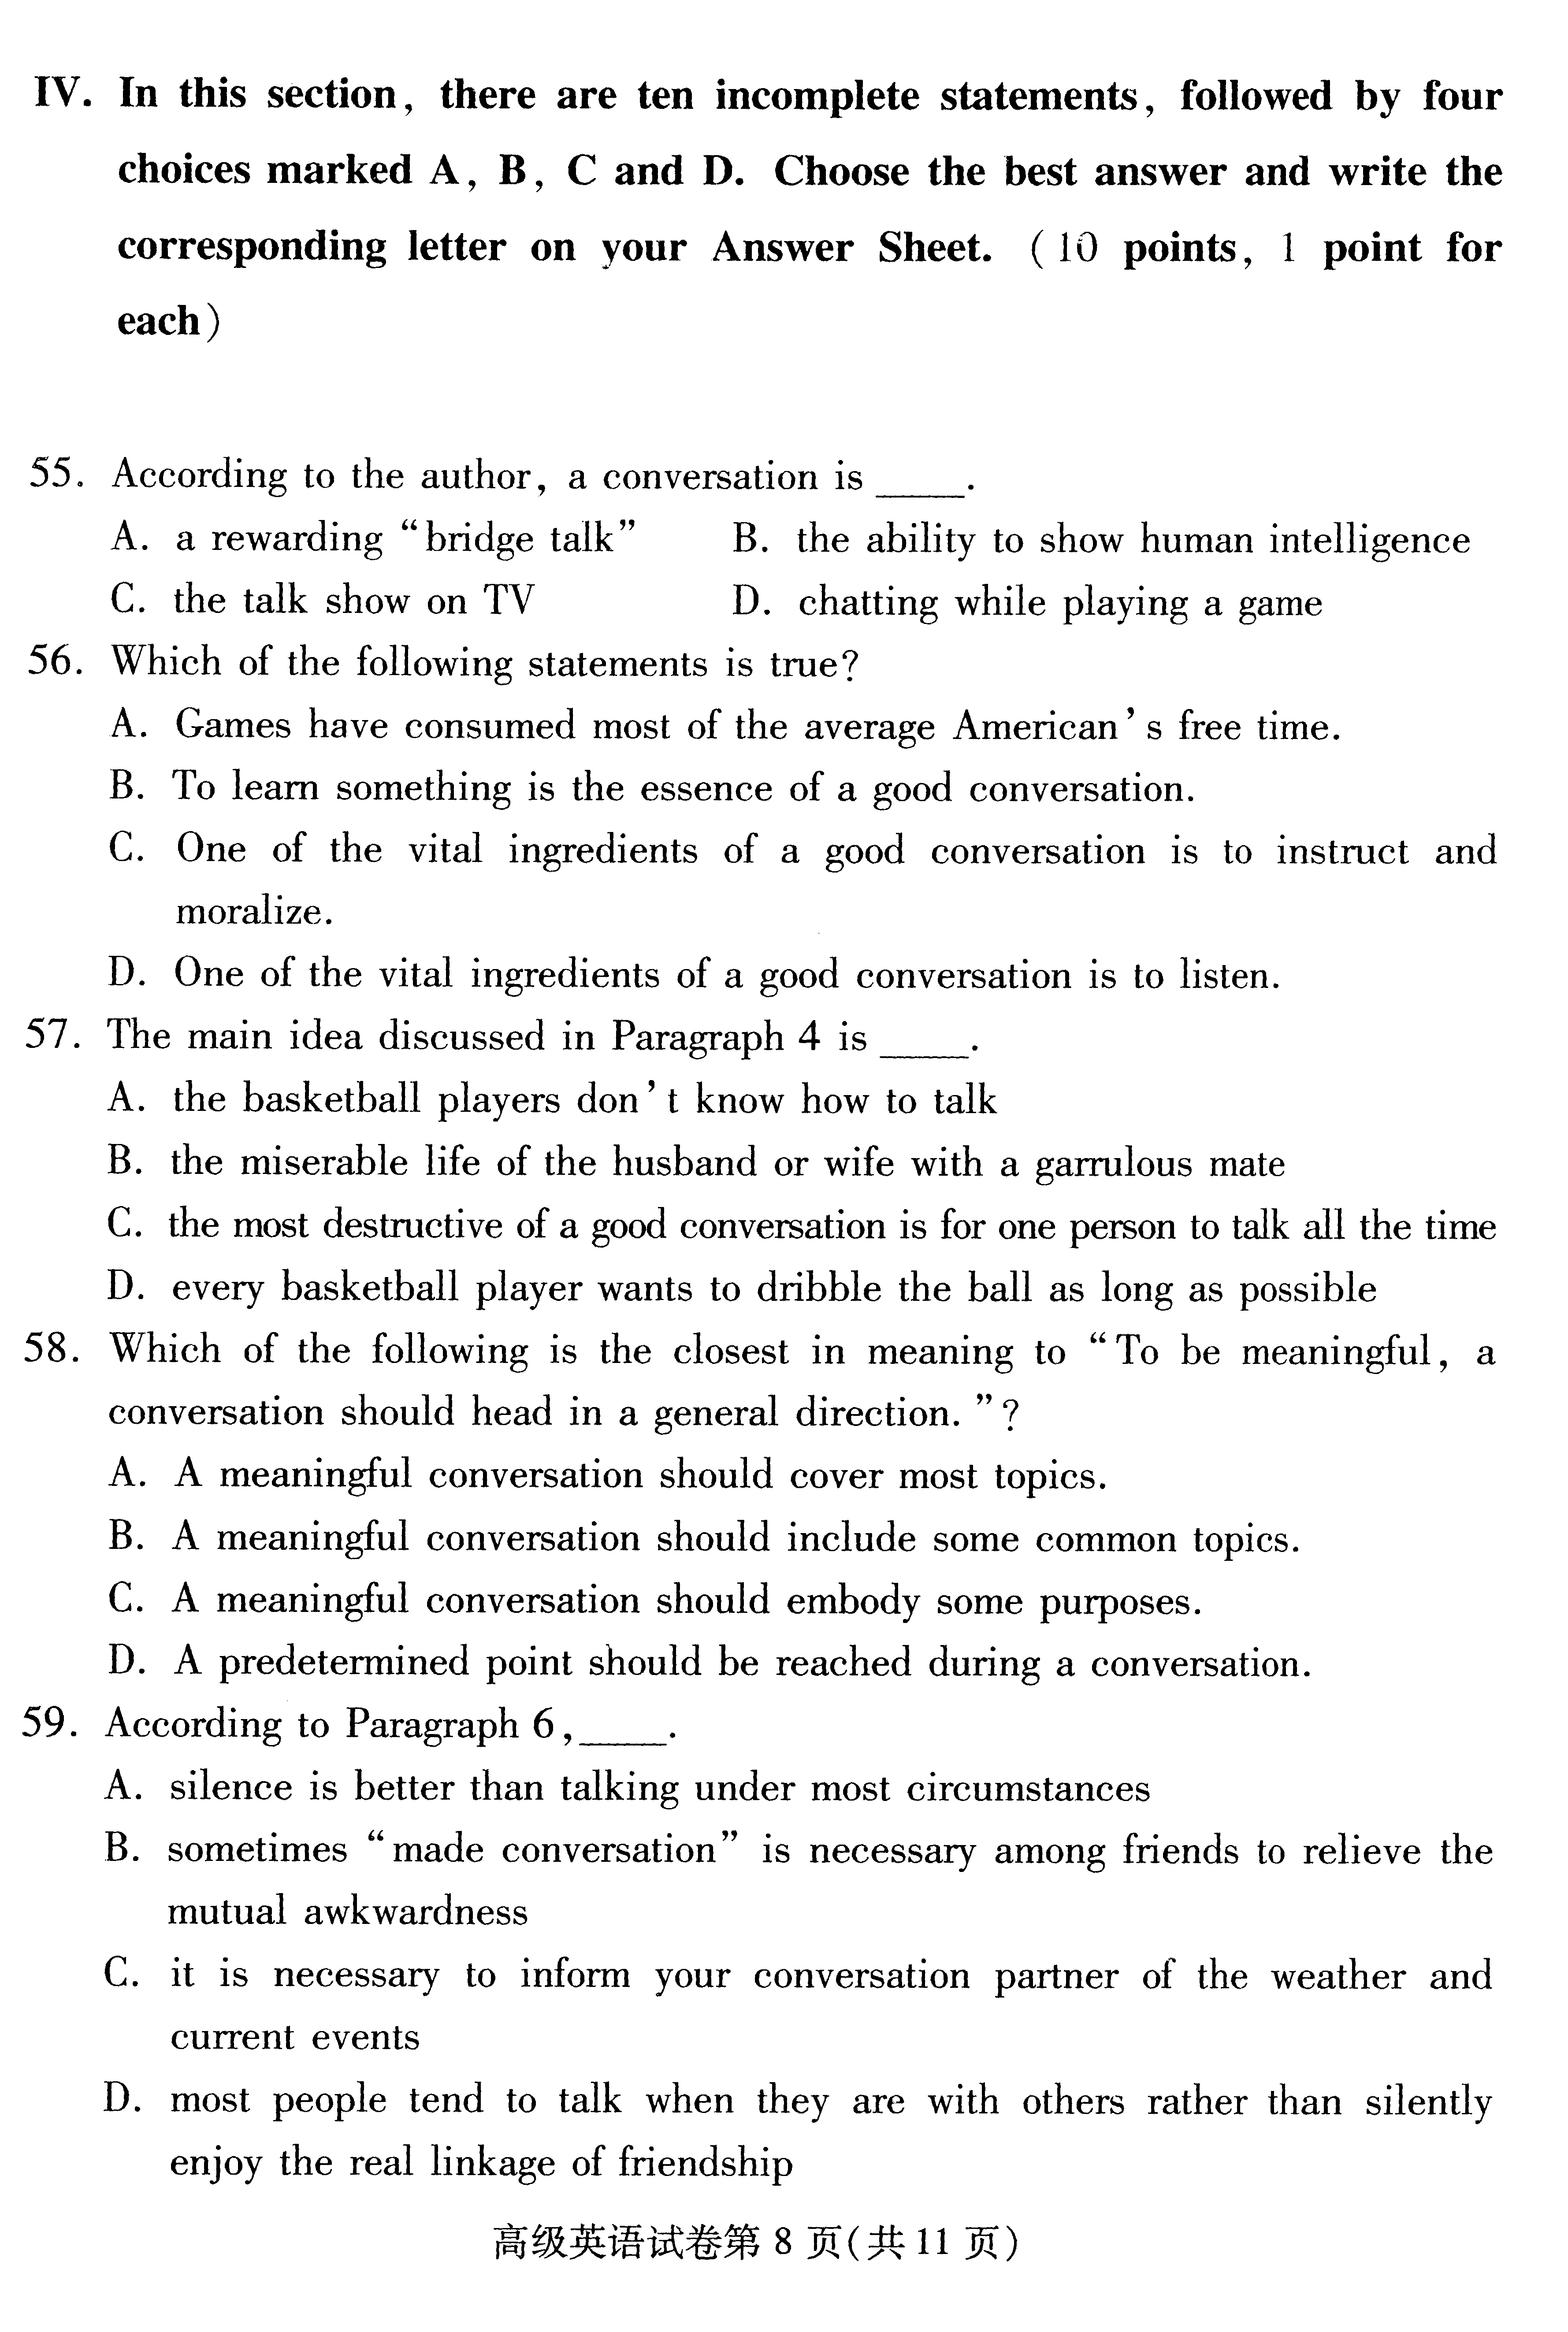 IV. In this section, there are ten incomplete statements, followed by four
choices marked A, B, C and D. Choose the best answer and write the
corresponding letter on your Answer Sheet. (10 points, 1 point for
each)
55. According to the author, a conversation is ____.
A. a rewarding “bridge talk” B. the ability to show human intelligence
C. the talk show on TV D. chatting while playing a game
56. Which of the following statements is true?
A. Games have consumed most of the average American’s free time.
B. To learn something is the essence of a good conversation.
C. One of the vital ingredients of a good conversation is to instruct and
moralize.
D. One of the vital ingredients of a good conversation is to listen.
57. The main idea discussed in Paragraph 4 is ____.
A. the basketball players don’t know how to talk
B. the miserable life of the husband or wife with a garrulous mate
C. the most destructive of a good conversation is for one person to talk all the time
D. every basketball player wants to dribble the ball as long as possible
58. Which of the following is the closest in meaning to “To be meaningful, a
conversation should head in a general direction.”?
A. A meaningful conversation should cover most topics.
B. A meaningful conversation should include some common topics.
C. A meaningful conversation should embody some purposes.
D. A predetermined point should be reached during a conversation.
59. According to Paragraph 6,____.
A. silence is better than talking under most circumstances
B. sometimes “made conversation” is necessary among friends to relieve the
mutual awkwardness
C. it is necessary to inform your conversation partner of the weather and
current events
D. most people tend to talk when they are with others rather than silently
enjoy the real linkage of friendship
高级英语试卷第 8 页(共 11 页)